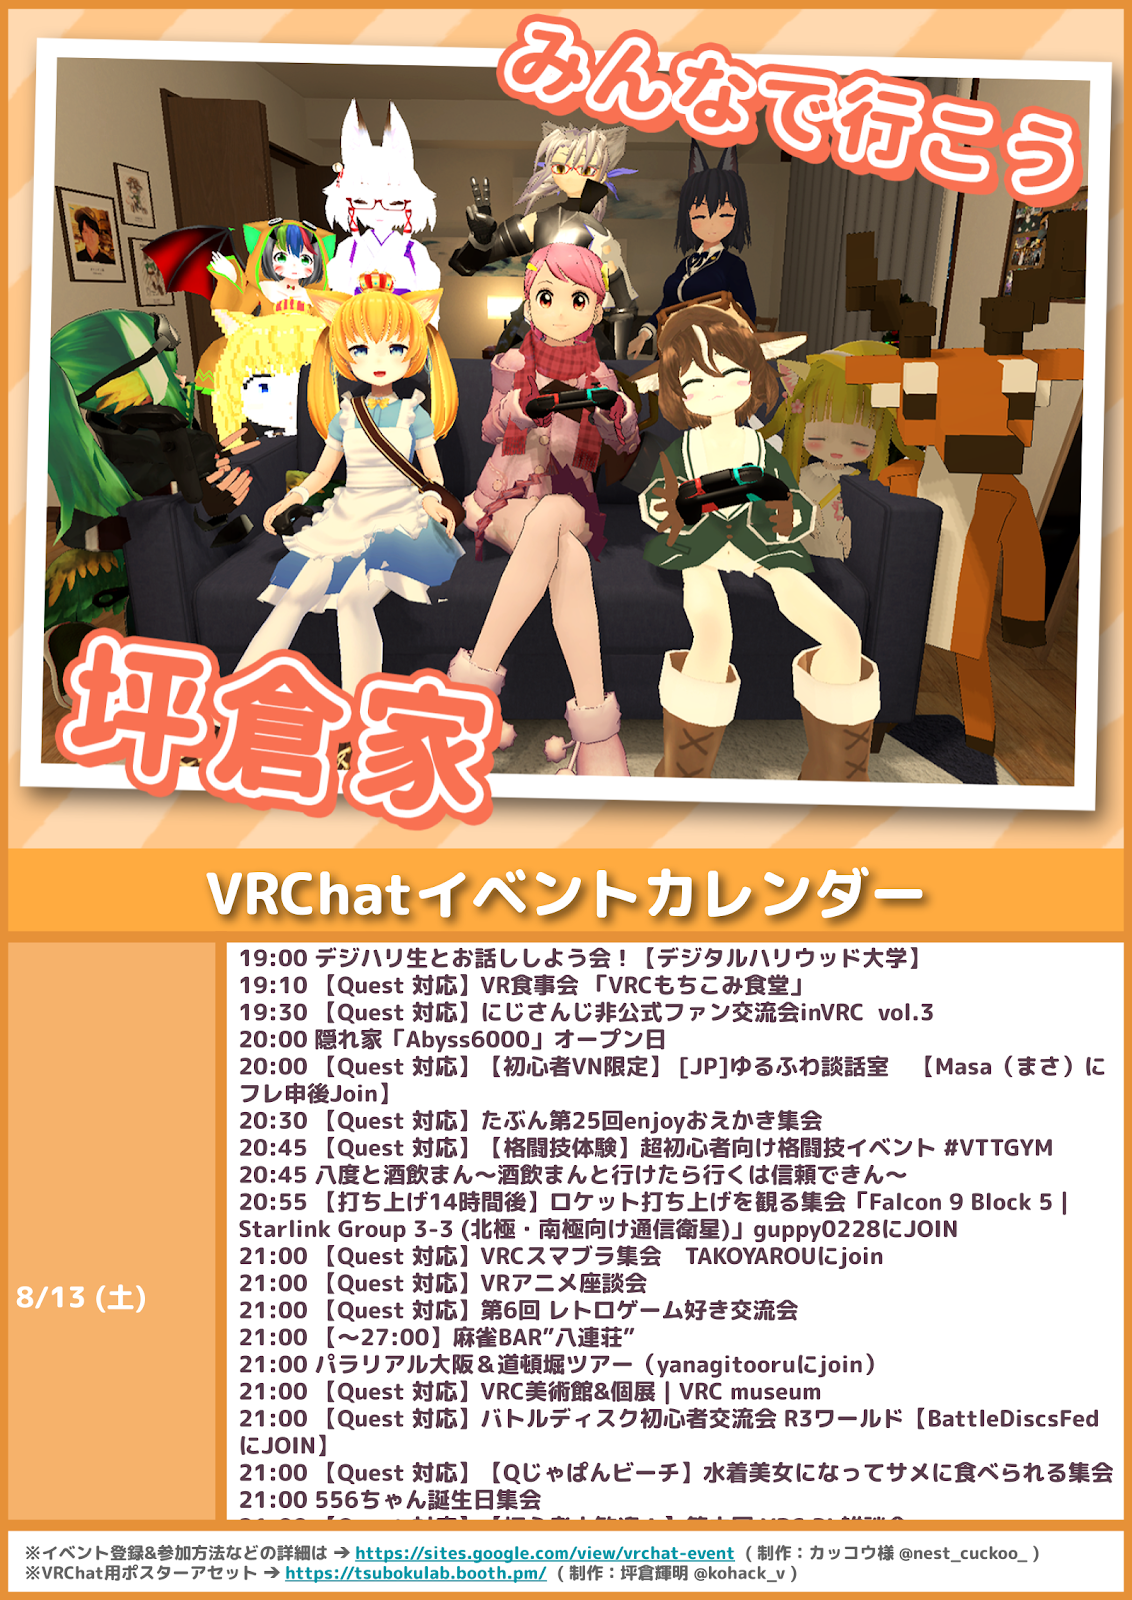 みんなで行こう
坪倉家
VRChatイベントカレンダー
8/13 (土)
19:00 デジハリ生とお話ししよう会！【デジタルハリウッド大学】
19:10 【Quest 対応】VR食事会 「VRCもちこみ食堂」
19:30 【Quest 対応】にじさんじ非公式ファン交流会inVRC vol.3
20:00 隠れ家「Abyss6000」オープン日
20:00 【Quest 対応】【初心者VN限定】 [JP]ゆるふわ談話室　【Masa（まさ）に
フレ申後Join】
20:30 【Quest 対応】たぶん第25回enjoyおえかき集会
20:45 【Quest 対応】【格闘技体験】超初心者向け格闘技イベント #VTTGYM
20:45 八度と酒飲まん～酒飲まんと行けたら行くは信頼できん～
20:55 【打ち上げ14時間後】ロケット打ち上げを観る集会「Falcon 9 Block 5 |
Starlink Group 3-3 (北極・南極向け通信衛星)」guppy0228にJOIN
21:00 【Quest 対応】VRCスマブラ集会　TAKOYAROUにjoin
21:00 【Quest 対応】VRアニメ座談会
21:00 【Quest 対応】第6回 レトロゲーム好き交流会
21:00 【～27:00】麻雀BAR”八連荘”
21:00 パラリアル大阪＆道頓堀ツアー（yanagitooruにjoin）
21:00 【Quest 対応】VRC美術館&個展 | VRC museum
21:00 【Quest 対応】バトルディスク初心者交流会 R3ワールド【BattleDiscsFed
にJOIN】
21:00 【Quest 対応】【Qじゃぱんビーチ】水着美女になってサメに食べられる集会
21:00 556ちゃん誕生日集会
※イベント登録&参加方法などの詳細は ➔ https://sites.google.com/view/vrchat-event ( 制作：カッコウ様 @nest_cuckoo_ )
※VRChat用ポスターアセット ➔ https://tsubokulab.booth.pm/ ( 制作：坪倉輝明 @kohack_v )